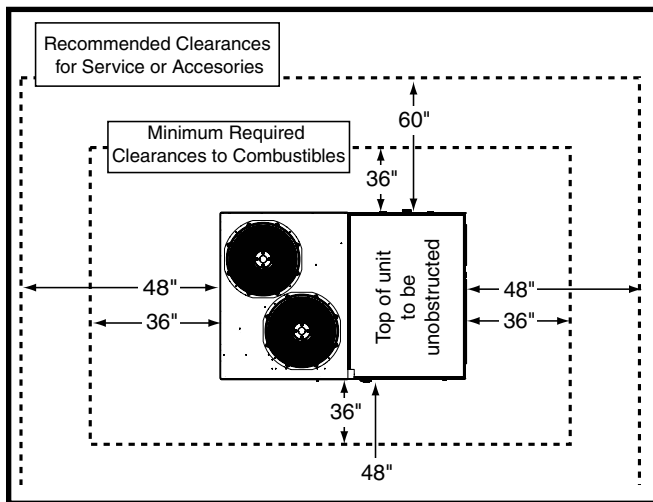 Recommended Clearances
for Service or Accesories
60"
Minimum Required
Clearances to Combustibles
36"
Top of unit
to be
unobstructed
48"
48"
36"
36"
36"
48"